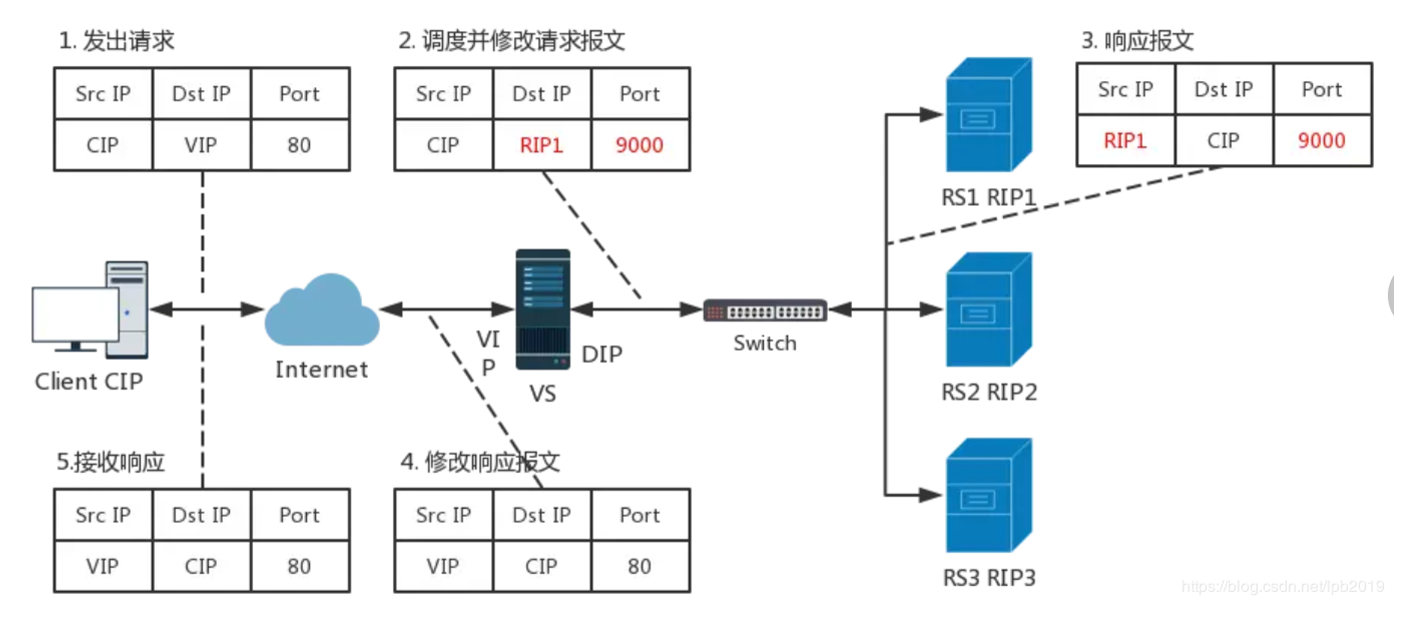 1. 发出请求
Src IP Dst IP Port
CIP VIP 80
2. 调度并修改请求报文
Src IP Dst IP Port
CIP RIP1 9000
3. 响应报文
Src IP Dst IP Port
RIP1 CIP 9000
RS1 RIP1
Client CIP
Internet
VI
P
VS
DIP
Switch
RS2 RIP2
5.接收响应
Src IP Dst IP Port
VIP CIP 80
4. 修改响应报文
Src IP Dst IP Port
VIP CIP 80
RS3 RIP3
https://blog.csdn.net/lpb2019